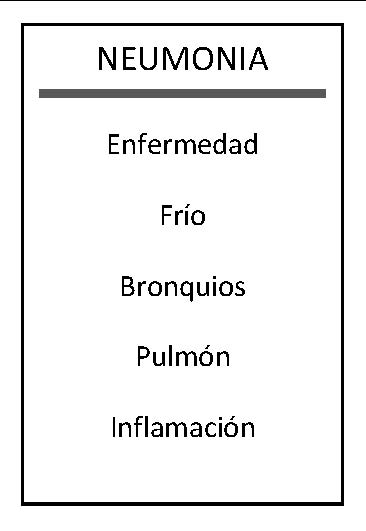 NEUMONIA
Enfermedad
Frío
Bronquios
Pulmón
Inflamación